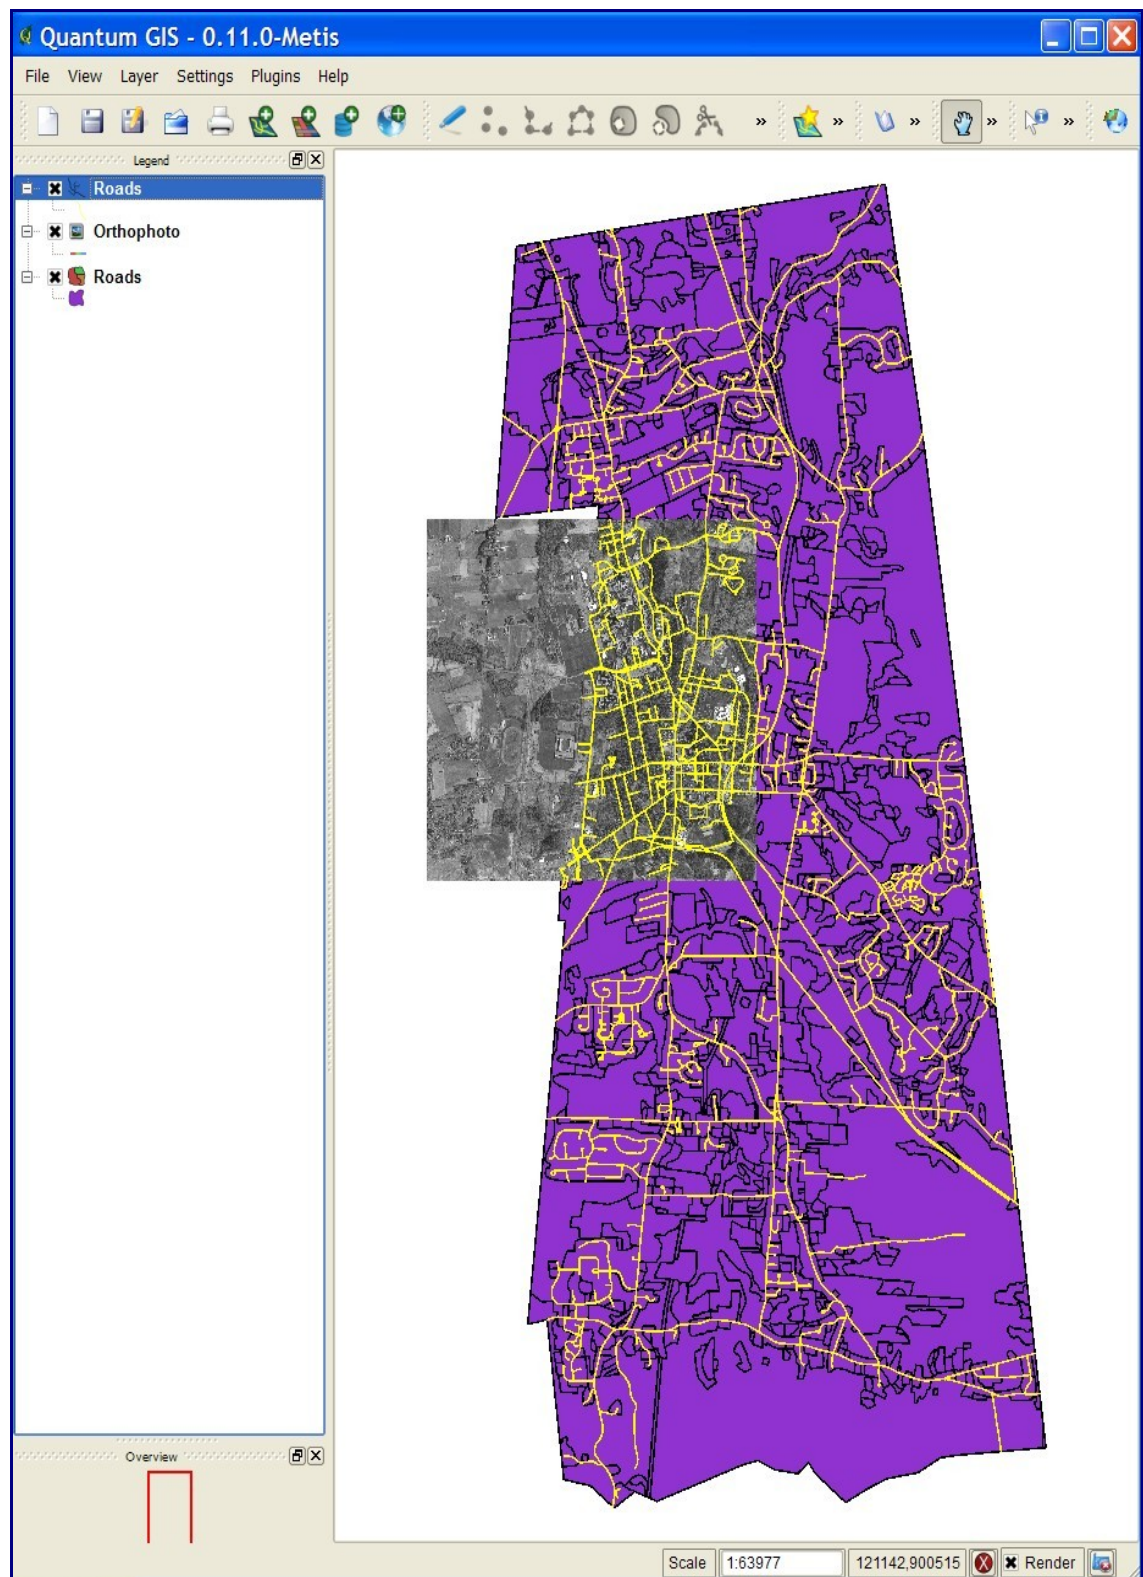 Quantum GIS - 0.11.0-Metis
File View Layer Settings Plugins Help
Legend
Roads
Orthophoto
Roads
Overview
Scale 1:63977 121142,900515 Render